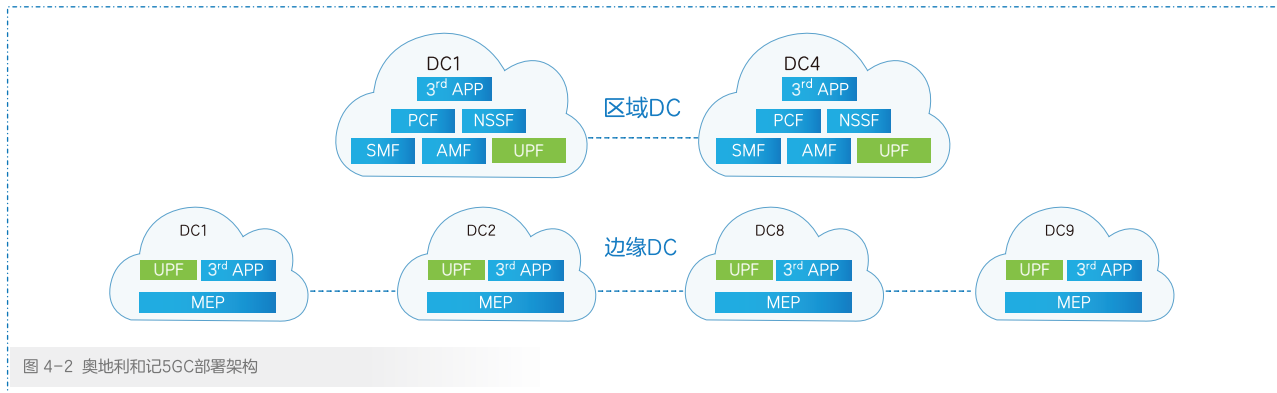 DC1
DC4
3rd APP
3rd APP
区域DC
PCF NSSF
PCF NSSF
SMF AMF UPF
SMF AMF UPF
DC1
DC2
边缘DC
DC8
DC9
UPF 3rd APP
UPF 3rd APP
UPF 3rd APP
UPF 3rd APP
MEP
MEP
MEP
MEP
图 4-2 奥地利和记5GC部署架构